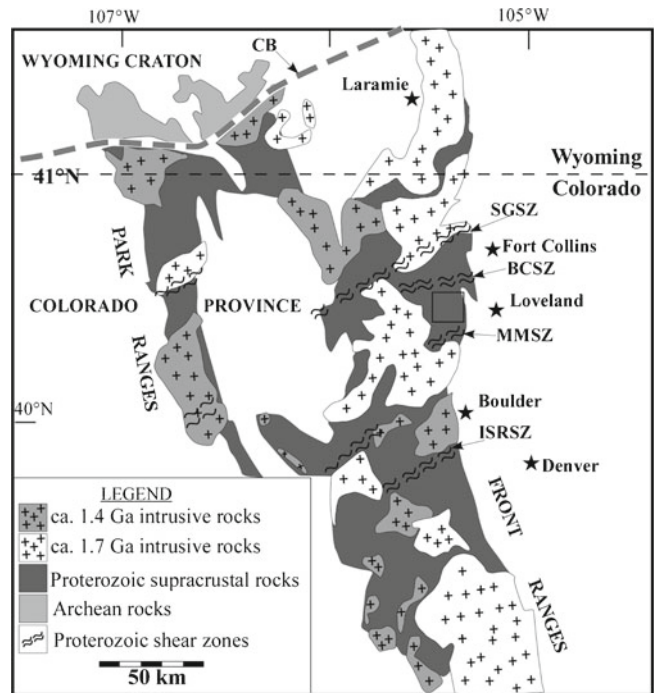 107°W
105°W
CB
WYOMING CRATON
Laramie
Wyoming
41°N
Colorado
SGSZ
PARK
Fort Collins
BCSZ
COLORADO
PROVINCE
Loveland
MMSZ
RANGES
40°N
Boulder
ISRSZ
Denver
FRONT
LEGEND
ca. 1.4 Ga intrusive rocks
ca. 1.7 Ga intrusive rocks
Proterozoic supracrustal rocks
RANGES
Archean rocks
Proterozoic shear zones
50 km